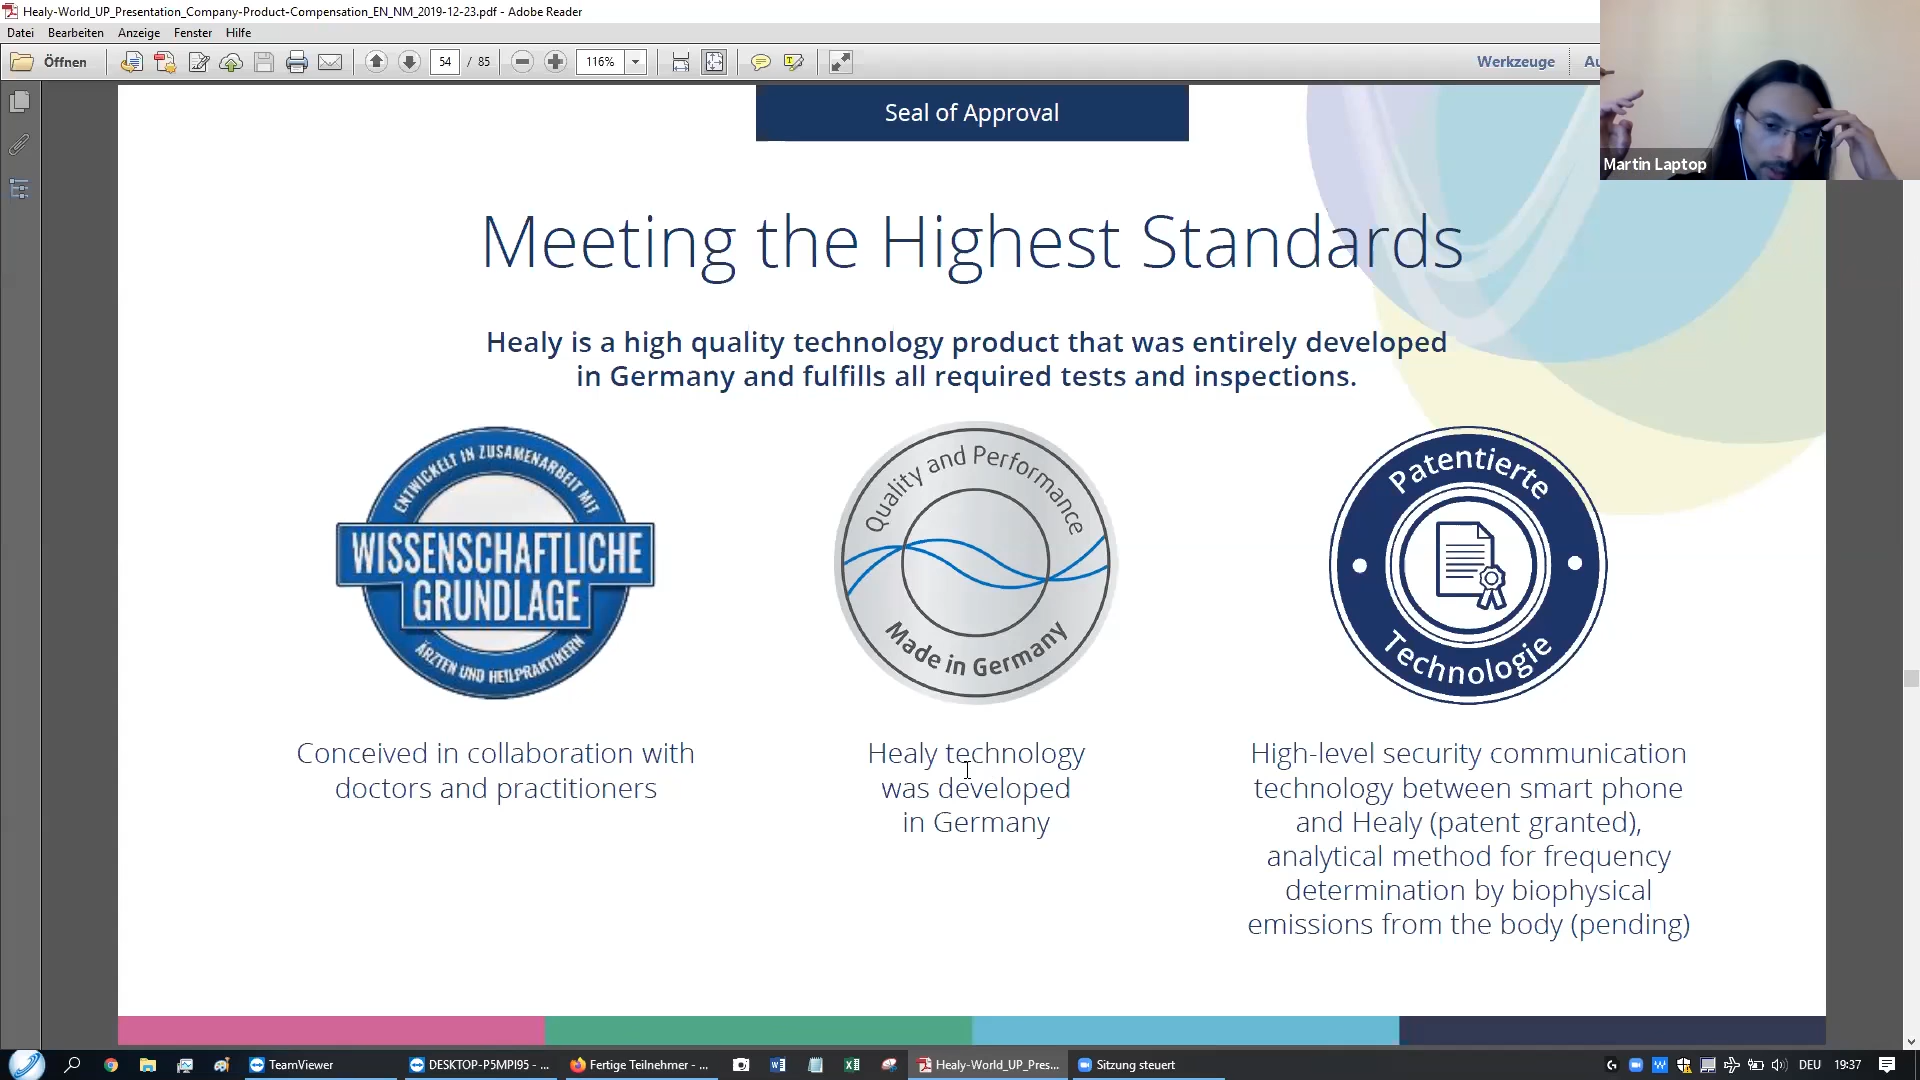 Healy-World_UP_Presentation_Company-Product-Compensation_EN_NM_2019-12-23.pdf - Adobe Reader
Datei Bearbeiten Anzeige Fenster Hilfe
Öffnen 54 / 85 116% Werkzeuge
Martin Laptop
Seal of Approval
Meeting the Highest Standards
Healy is a high quality technology product that was entirely developed
in Germany and fulfills all required tests and inspections.
ENTWICKELT IN ZUSAMENARBEIT MIT
WISSENSCHAFTLICHE
GRUNDLAGE
ÄRZTEN UND HEILPRAKTIKERN
Quality and Performance
Made in Germany
Patentierte
Technologie
Conceived in collaboration with
doctors and practitioners
Healy technology
was developed
in Germany
High-level security communication
technology between smart phone
and Healy (patent granted),
analytical method for frequency
determination by biophysical
emissions from the body (pending)
TeamViewer DESKTOP-P5MPI95 - ... Fertige Teilnehmer - ... Healy-World_UP_Pres... Sitzung steuert DEU 19:37